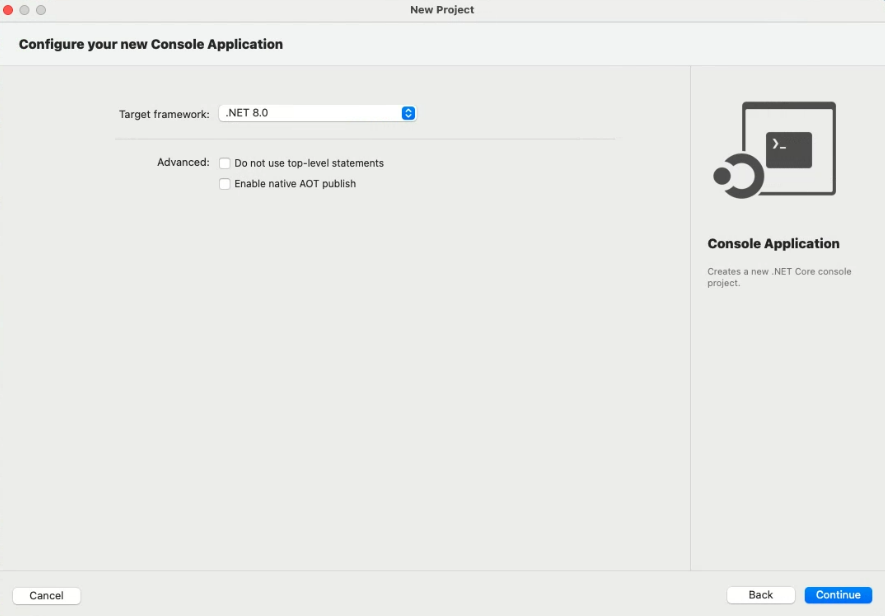 New Project
Configure your new Console Application
Target framework: .NET 8.0
Advanced: Do not use top-level statements
Enable native AOT publish
❯_
Console Application
Creates a new .NET Core console
project.
Cancel
Back
Continue